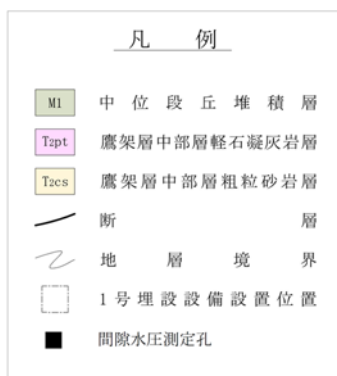 凡例
M1 中位段丘堆積層
T2pt 鷹架層中部層軽石凝灰岩層
T2cs 鷹架層中部層粗粒砂岩層
断層
地層境界
1号埋設設備設置位置
間隙水圧測定孔